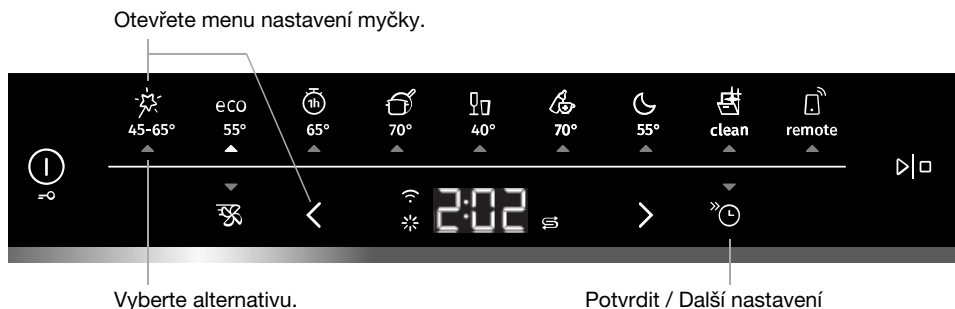 Otevřete menu nastavení myčky.
eco 1h
45-65° 55° 65° 70° 40° 70° 55° clean remote
2:02
Vyberte alternativu. Potvrdit / Další nastavení